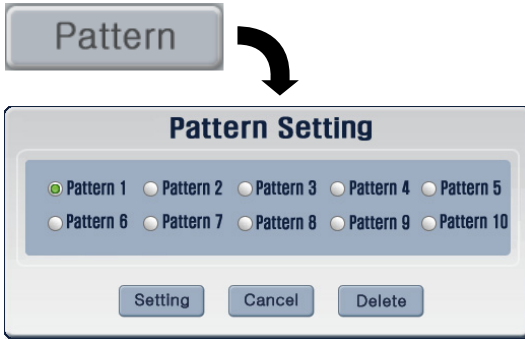 Pattern
Pattern Setting
Pattern 1 Pattern 2 Pattern 3 Pattern 4 Pattern 5
Pattern 6 Pattern 7 Pattern 8 Pattern 9 Pattern 10
Setting Cancel Delete